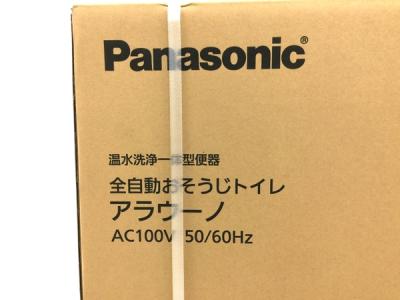 Panasonic®
温水洗浄一体型便器
全自動おそうじトイレ
アラウーノ
AC100V 50/60Hz